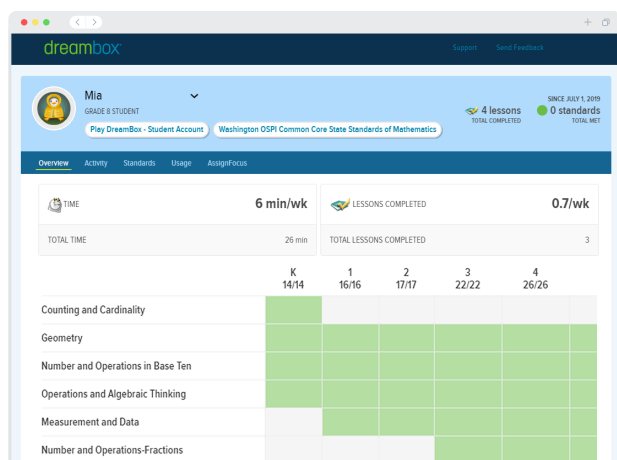 dreambox
Support Send Feedback
Mia
GRADE 8 STUDENT
Play DreamBox - Student Account
Washington OSPI Common Core State Standards of Mathematics
SINCE JULY 1, 2019
4 lessons
TOTAL COMPLETED
0 standards
TOTAL MET
Overview Activity Standards Usage AssignFocus
TIME 6 min/wk
LESSONS COMPLETED 0.7/wk
TOTAL TIME 26 min
TOTAL LESSONS COMPLETED 3
K 1 2 3 4
14/14 16/16 17/17 22/22 26/26
Counting and Cardinality
Geometry
Number and Operations in Base Ten
Operations and Algebraic Thinking
Measurement and Data
Number and Operations-Fractions